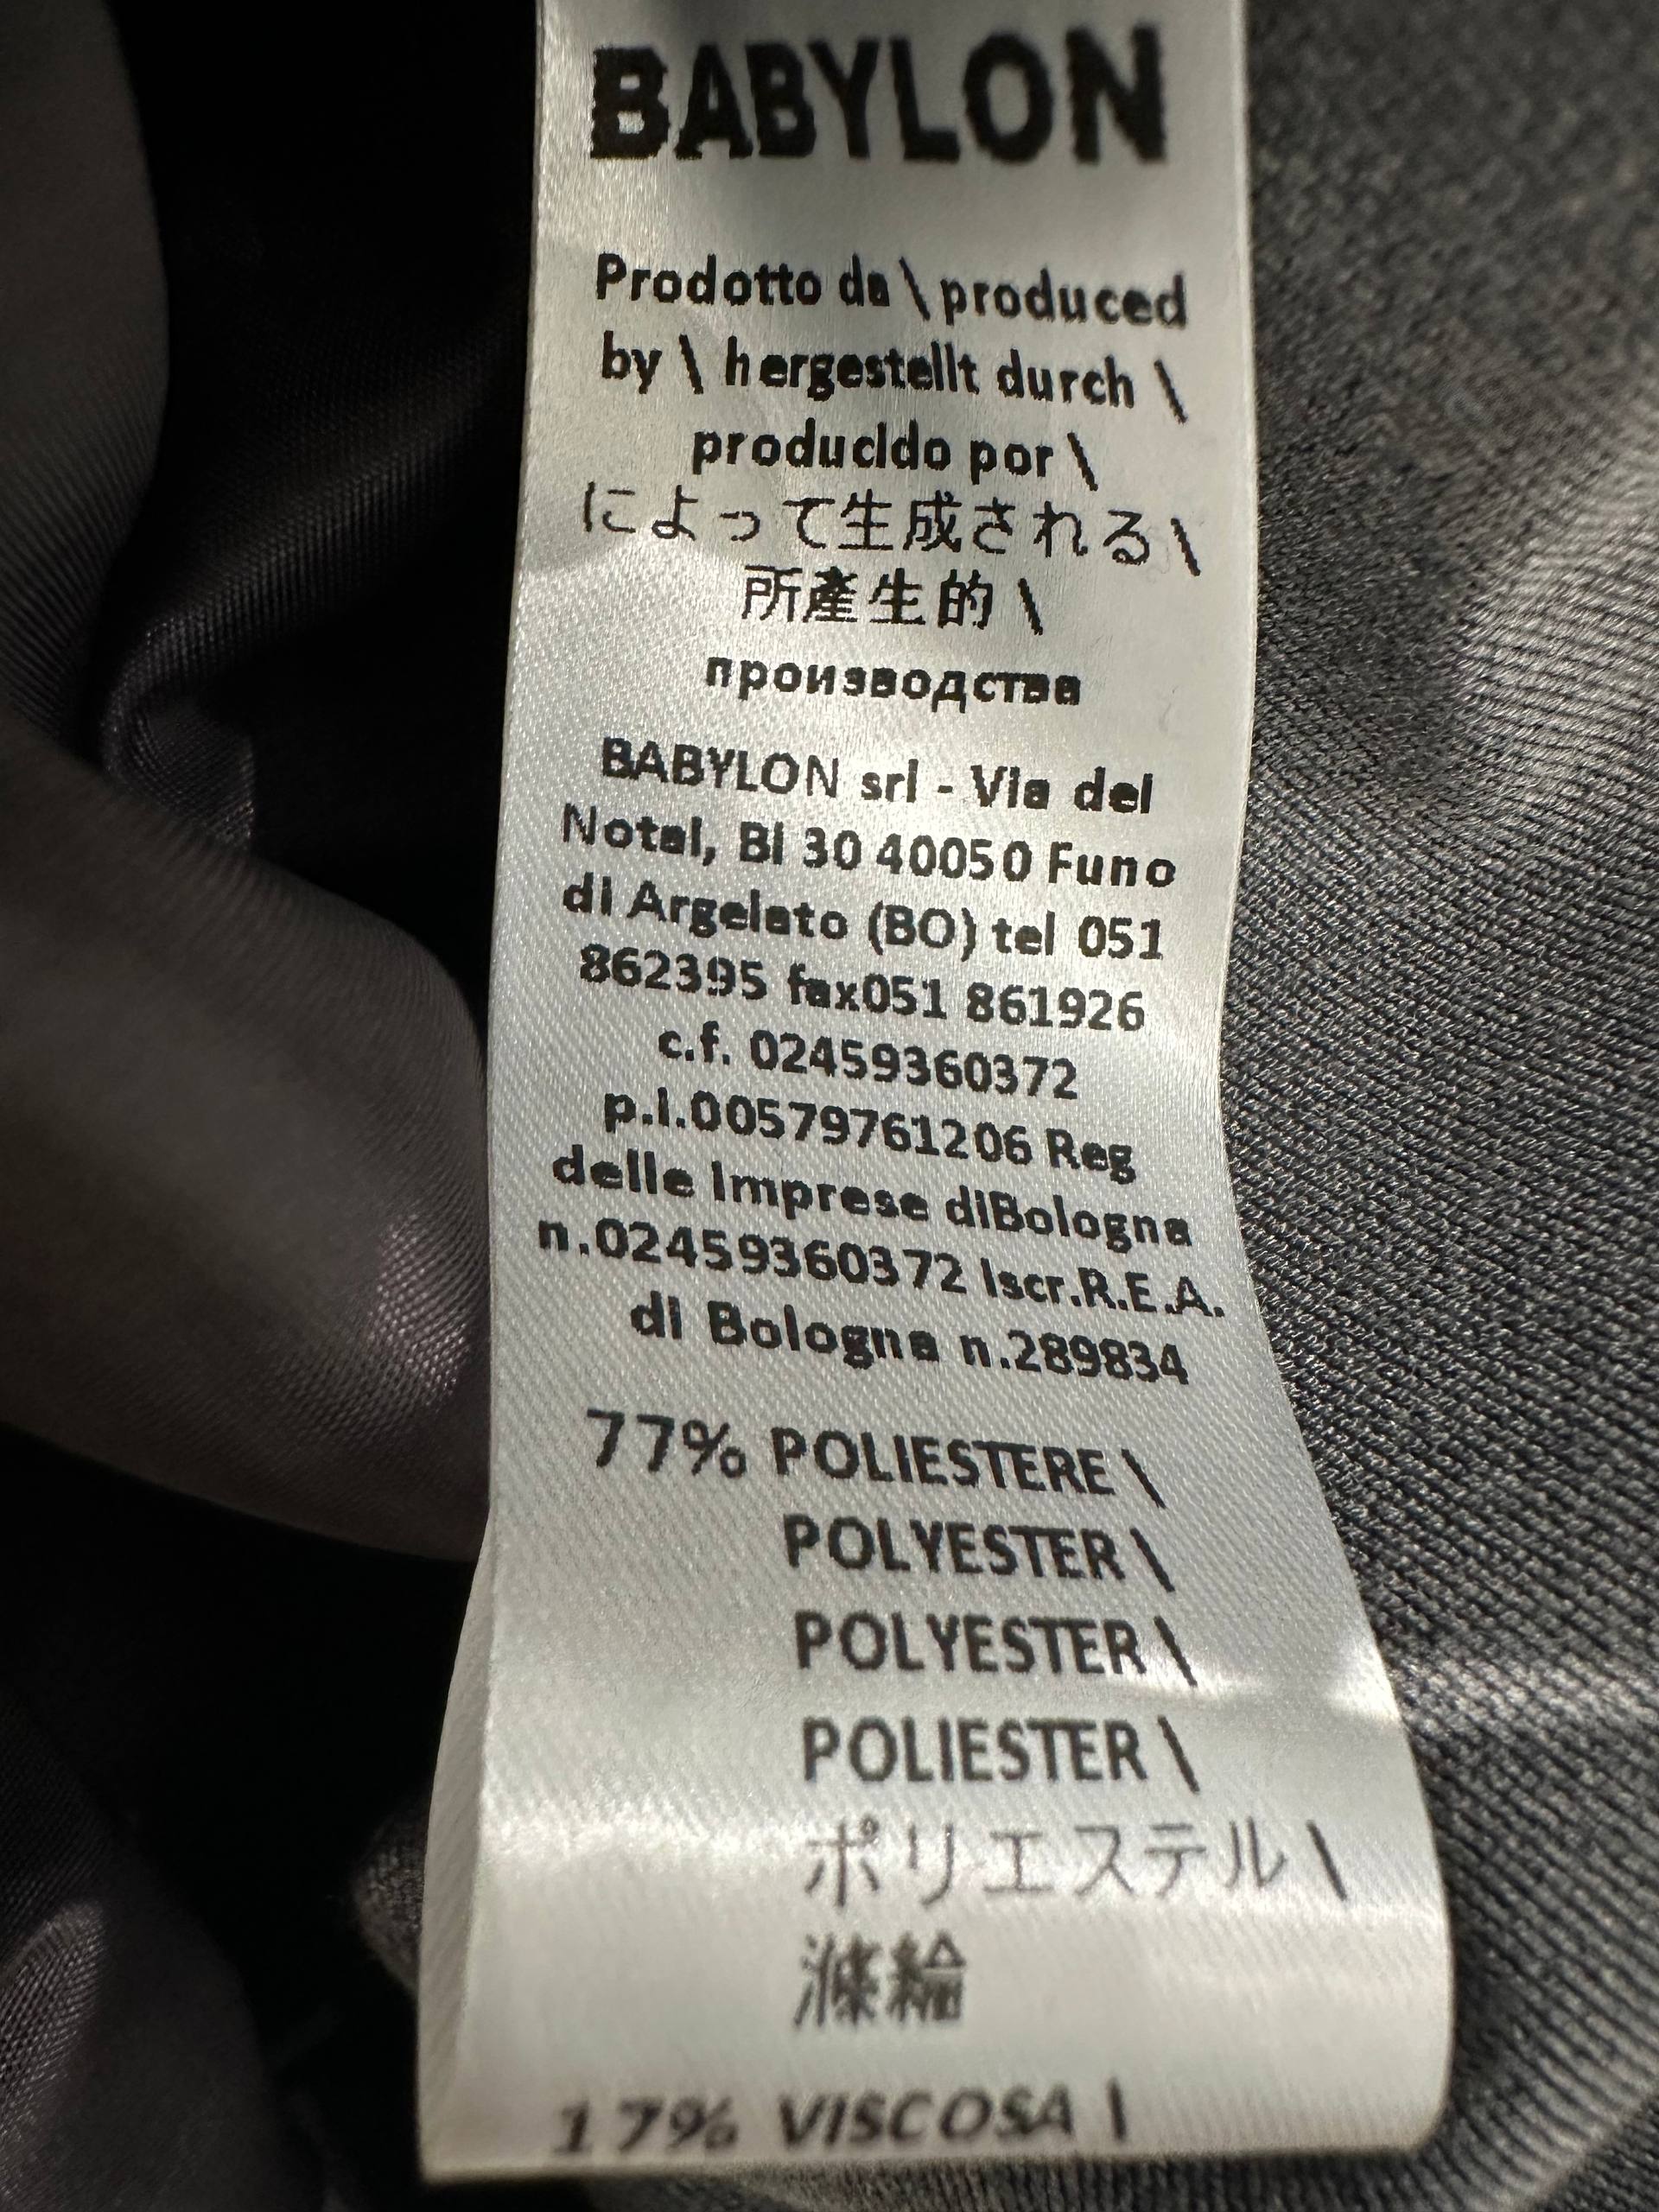 BABYLON
Prodotto da \ produced
by \ hergestellt durch \
producido por \
によって生成される \
所產生的 \
производства
BABYLON srl - Via dei
Notai, Bl 30 40050 Funo
di Argelato (BO) tel 051
862395 fax051 861926
c.f. 02459360372
p.i.00579761206 Reg
delle Imprese diBologna
n.02459360372 Iscr.R.E.A.
di Bologna n.289834
77% POLIESTERE \
POLYESTER \
POLYESTER \
POLIESTER \
ポリエステル \
滌綸
17% VISCOSA \